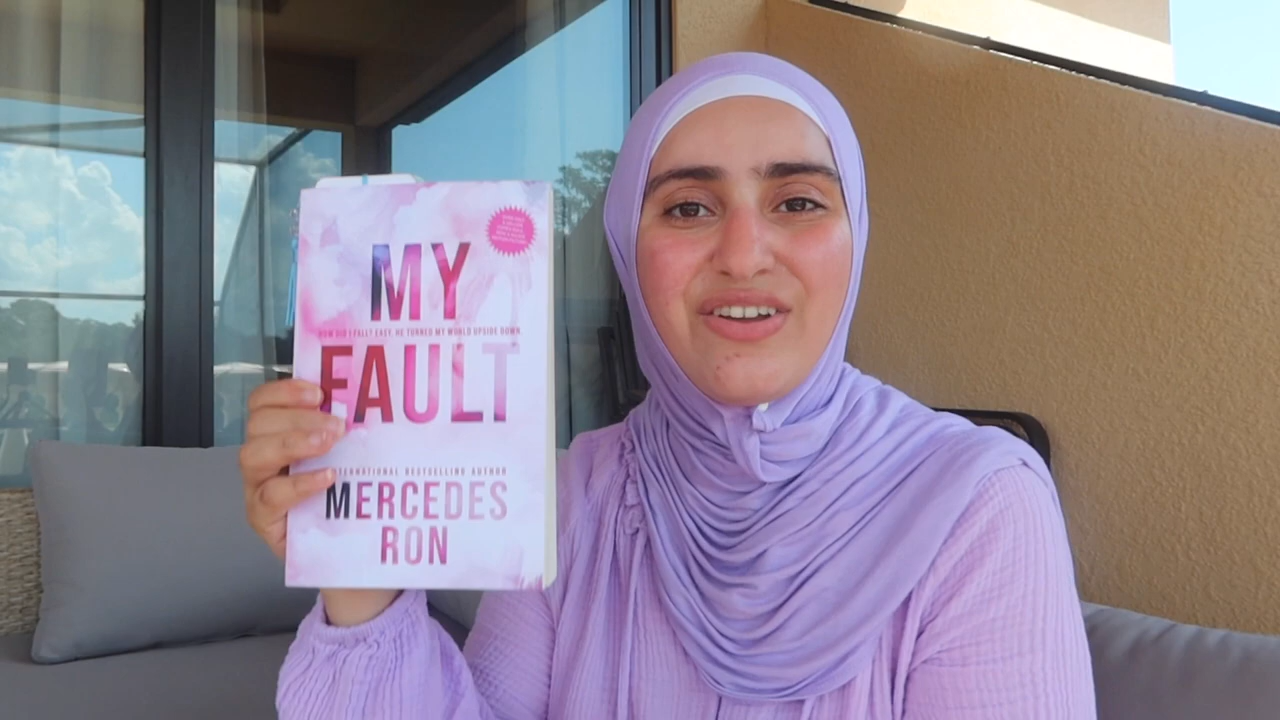 MY
HOW DID I FALL? EASY. HE TURNED MY WORLD UPSIDE DOWN.
FAULT
INTERNATIONAL BESTSELLING AUTHOR
MERCEDES
RON